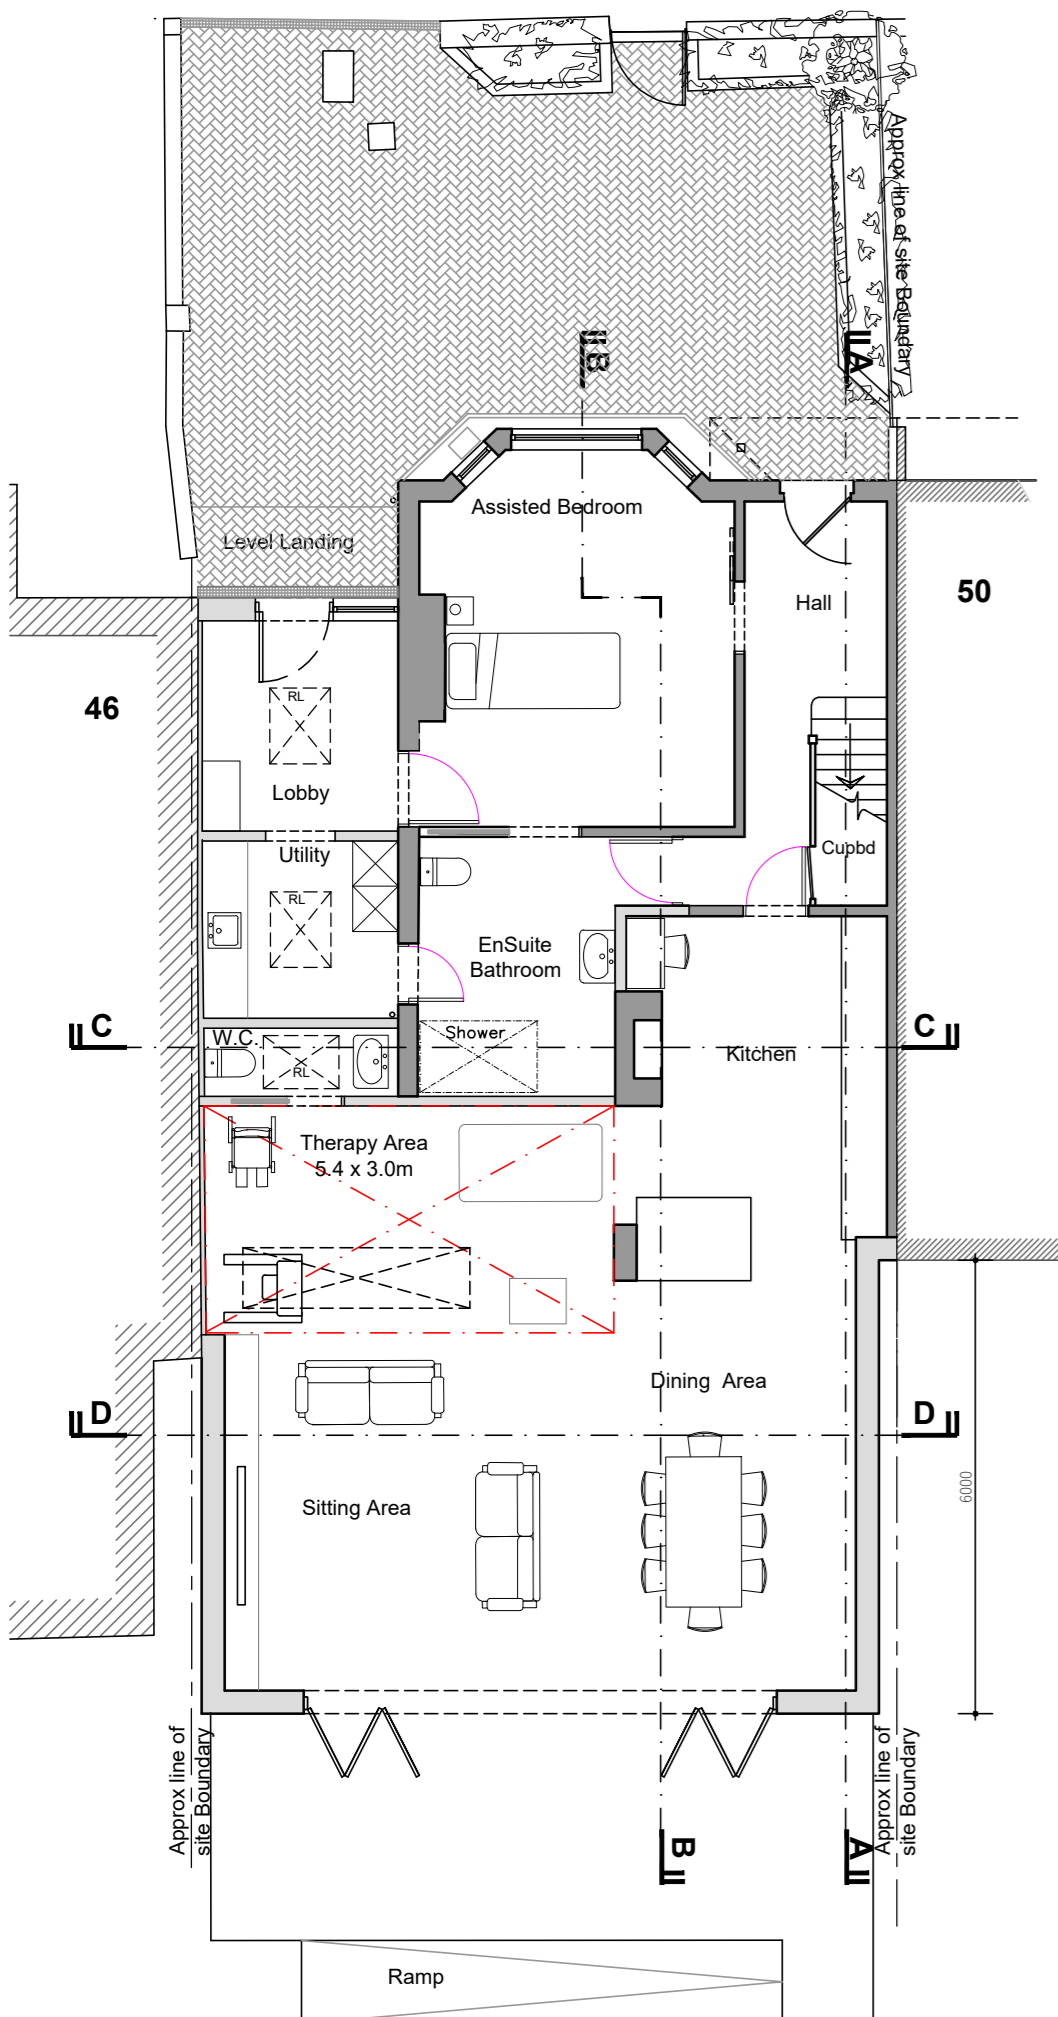 Approx line of site Boundary
B
A
Level Landing
Assisted Bedroom
Hall
50
46
RL
Lobby
Utility
RL
Cupbd
EnSuite
Bathroom
C
W.C.
RL
Shower
Kitchen
C
Therapy Area
5.4 x 3.0m
Dining Area
D
D
Sitting Area
6000
Approx line of
site Boundary
Approx line of
site Boundary
B
A
Ramp